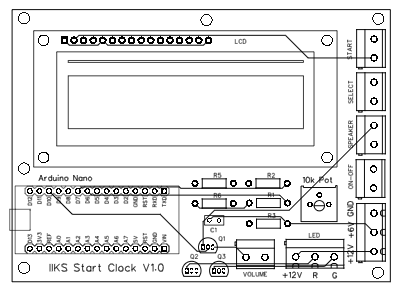 LCD
START
SELECT
SPEAKER
ON-OFF
Arduino Nano
R5
R2
10k Pot
D12 D11 D10 D9 D8 D7 D6 D5 D4 D3 D2 GND RST RXD TXO
R6
R1
GND
C1
R3
+6V
D13 3V3 REF A0 A1 A2 A3 A4 A5 A6 A7 5V RST GND VIN
Q1
LED
+12V
IIKS Start Clock V1.0
Q2
Q3
VOLUME
+12V R G